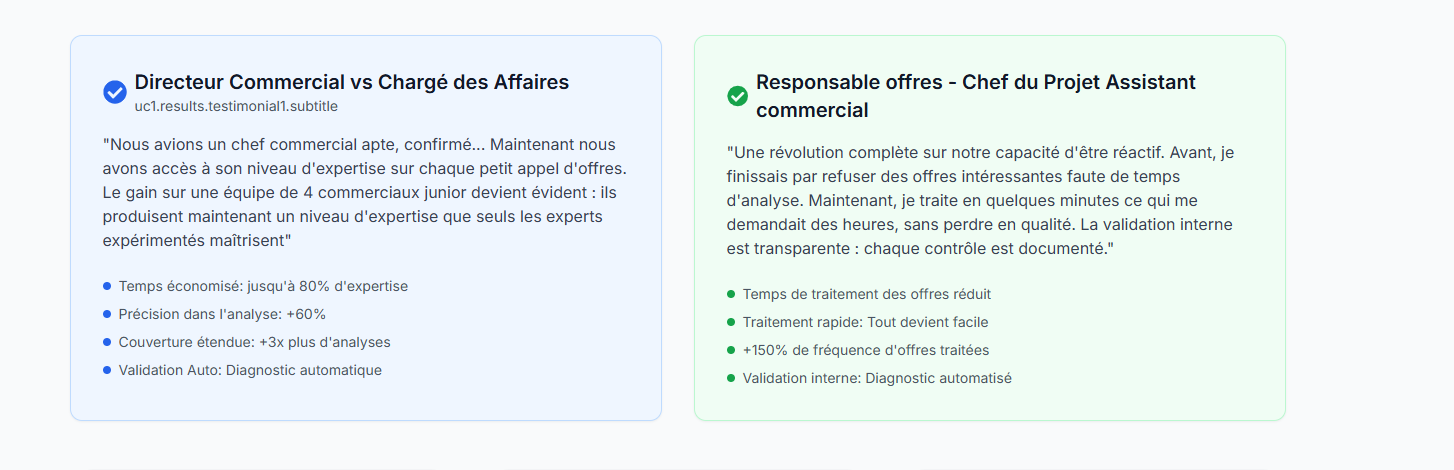 Directeur Commercial vs Chargé des Affaires
uc1.results.testimonial1.subtitle
"Nous avions un chef commercial apte, confirmé... Maintenant nous
avons accès à son niveau d'expertise sur chaque petit appel d'offres.
Le gain sur une équipe de 4 commerciaux junior devient évident : ils
produisent maintenant un niveau d'expertise que seuls les experts
expérimentés maîtrisent"
Temps économisé: jusqu'à 80% d'expertise
Précision dans l'analyse: +60%
Couverture étendue: +3x plus d'analyses
Validation Auto: Diagnostic automatique
Responsable offres - Chef du Projet Assistant
commercial
"Une révolution complète sur notre capacité d'être réactif. Avant, je
finissais par refuser des offres intéressantes faute de temps
d'analyse. Maintenant, je traite en quelques minutes ce qui me
demandait des heures, sans perdre en qualité. La validation interne
est transparente : chaque contrôle est documenté."
Temps de traitement des offres réduit
Traitement rapide: Tout devient facile
+150% de fréquence d'offres traitées
Validation interne: Diagnostic automatisé